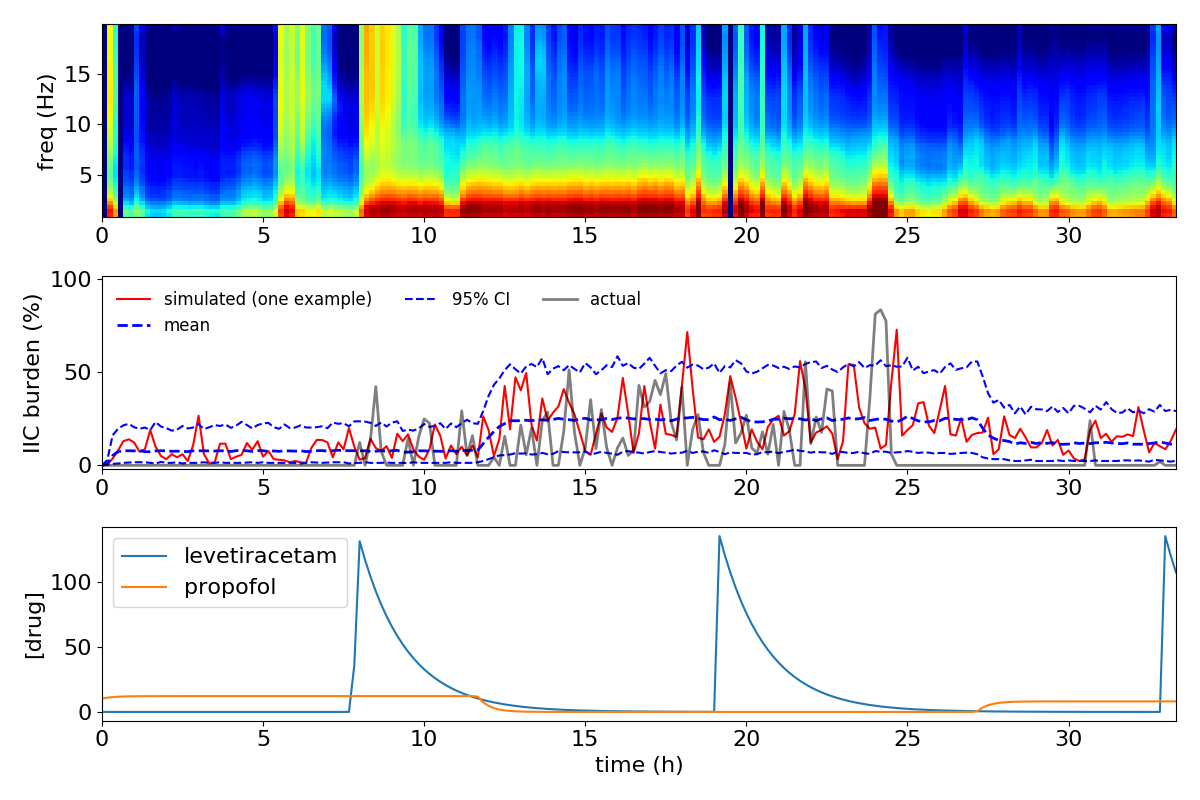 freq (Hz)
15
10
5
0 5 10 15 20 25 30
IIC burden (%)
100
50
0
simulated (one example) 95% CI actual
mean
0 5 10 15 20 25 30
[drug]
100
50
0
levetiracetam
propofol
0 5 10 15 20 25 30
time (h)